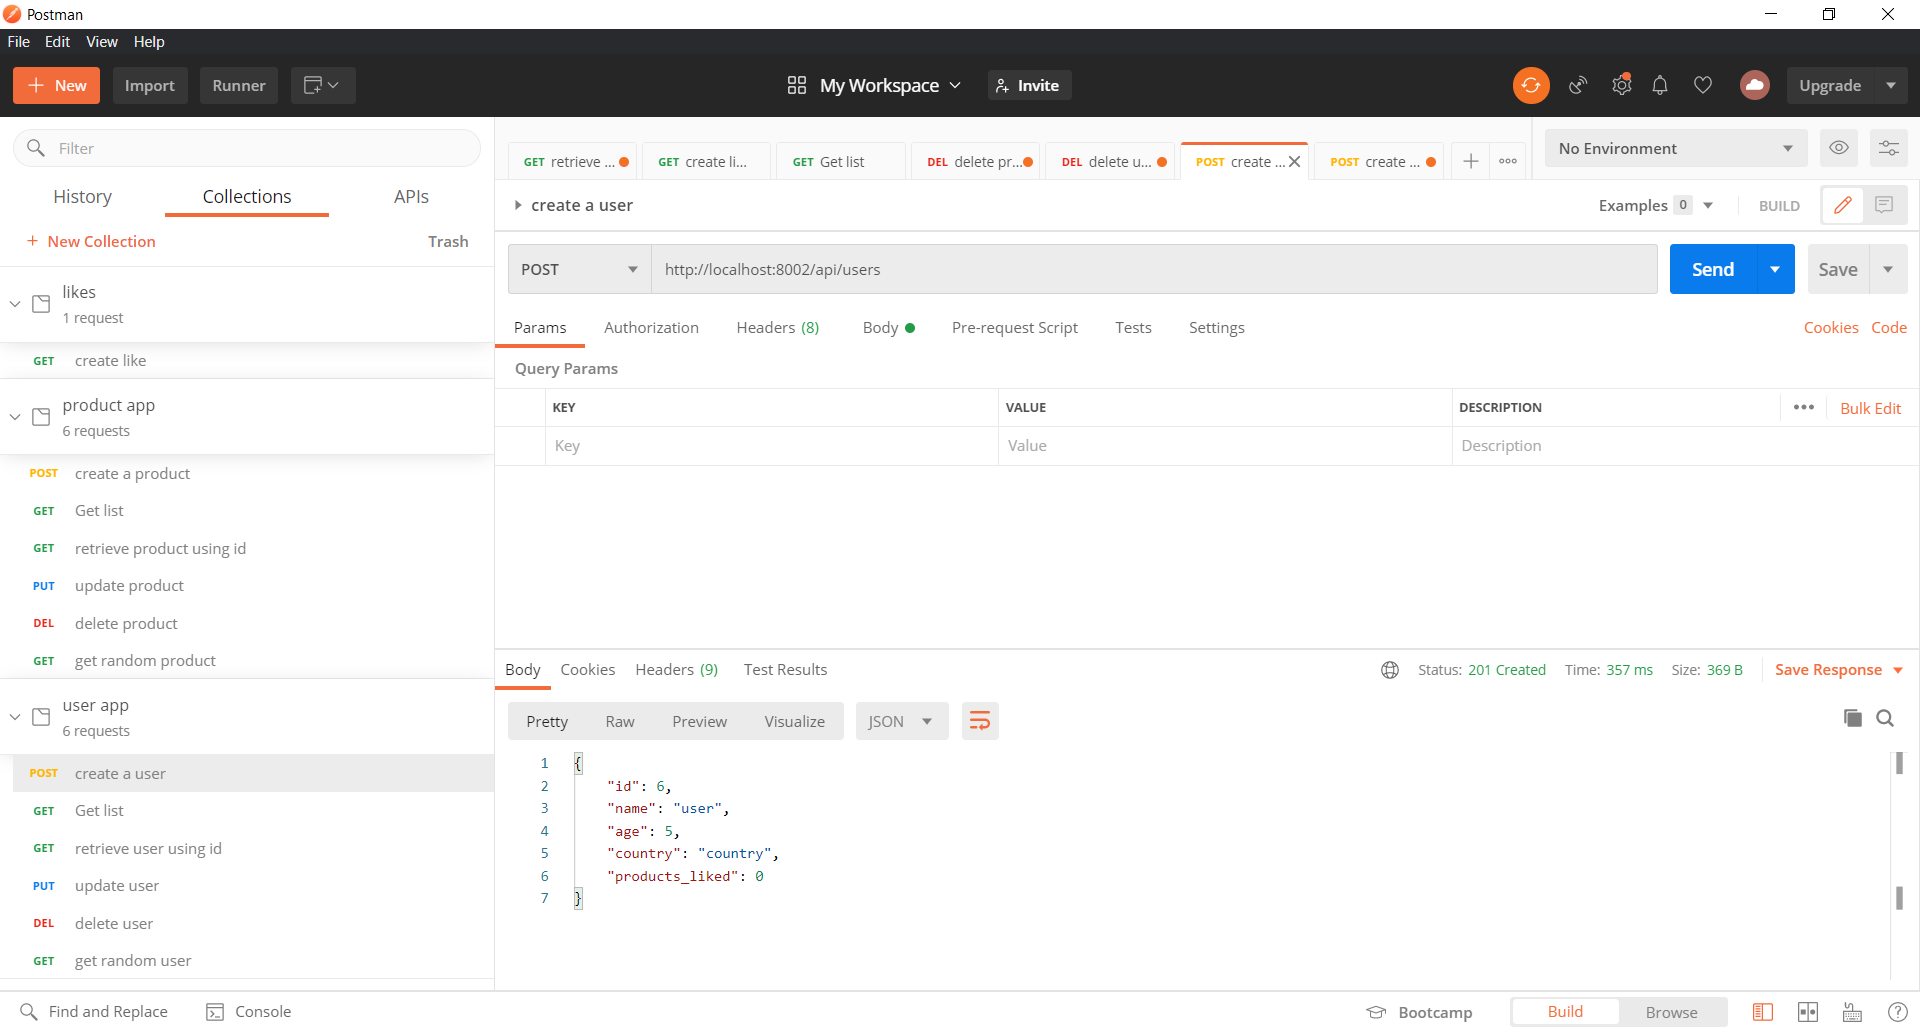 Postman
File Edit View Help
New Import Runner My Workspace Invite Upgrade
Filter
History Collections APIs
+ New Collection Trash
likes
1 request
GET create like
product app
6 requests
POST create a product
GET Get list
GET retrieve product using id
PUT update product
DEL delete product
GET get random product
user app
6 requests
POST create a user
GET Get list
GET retrieve user using id
PUT update user
DEL delete user
GET get random user
GET retrieve ... GET create li... GET Get list DEL delete pr... DEL delete u... POST create ... POST create ... No Environment
create a user Examples 0 BUILD
POST http://localhost:8002/api/users Send Save
Params Authorization Headers (8) Body Pre-request Script Tests Settings Cookies Code
Query Params
KEY VALUE DESCRIPTION Bulk Edit
Key Value Description
Body Cookies Headers (9) Test Results Status: 201 Created Time: 357 ms Size: 369 B Save Response
Pretty Raw Preview Visualize JSON
1 {
2 "id": 6,
3 "name": "user",
4 "age": 5,
5 "country": "country",
6 "products_liked": 0
7 }
Find and Replace Console Bootcamp Build Browse